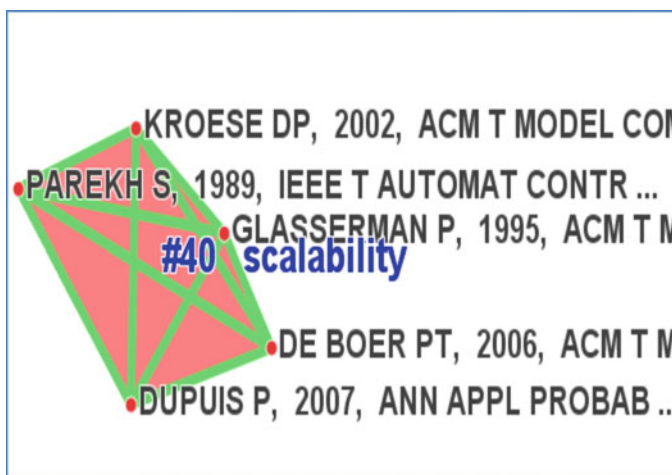 KROESE DP, 2002, ACM T MODEL COM
PAREKH S, 1989, IEEE T AUTOMAT CONTR ...
GLASSERMAN P, 1995, ACM T M
#40 scalability
DE BOER PT, 2006, ACM T M
DUPUIS P, 2007, ANN APPL PROBAB ...